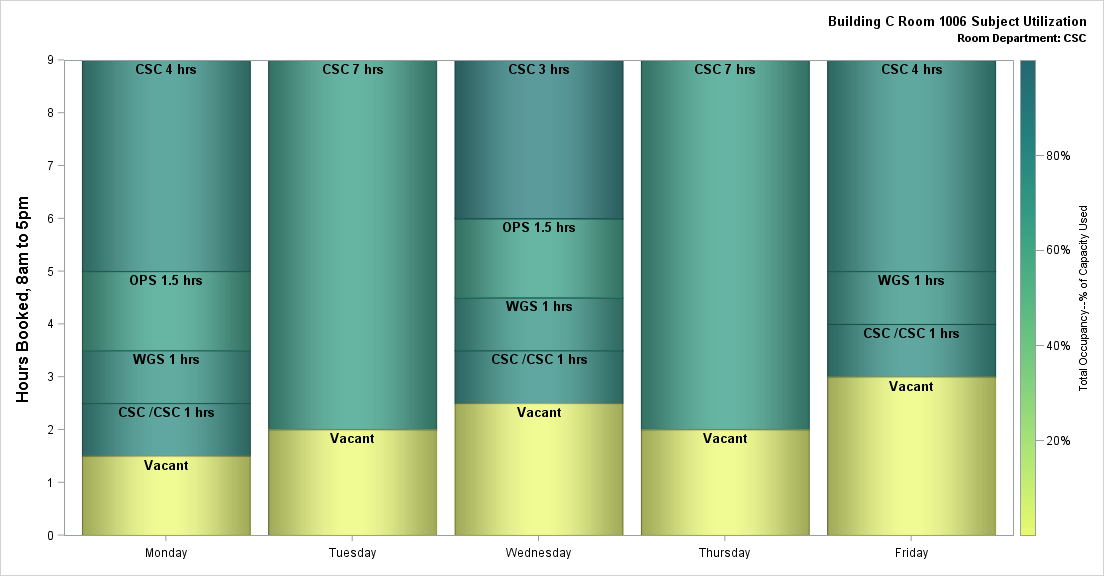 Building C Room 1006 Subject Utilization
Room Department: CSC
Hours Booked, 8am to 5pm
9
8
7
6
5
4
3
2
1
0
CSC 4 hrs
OPS 1.5 hrs
WGS 1 hrs
CSC /CSC 1 hrs
Vacant
Monday
CSC 7 hrs
Vacant
Tuesday
CSC 3 hrs
OPS 1.5 hrs
WGS 1 hrs
CSC /CSC 1 hrs
Vacant
Wednesday
CSC 7 hrs
Vacant
Thursday
CSC 4 hrs
WGS 1 hrs
CSC /CSC 1 hrs
Vacant
Friday
80%
60%
40%
20%
Total Occupancy--% of Capacity Used